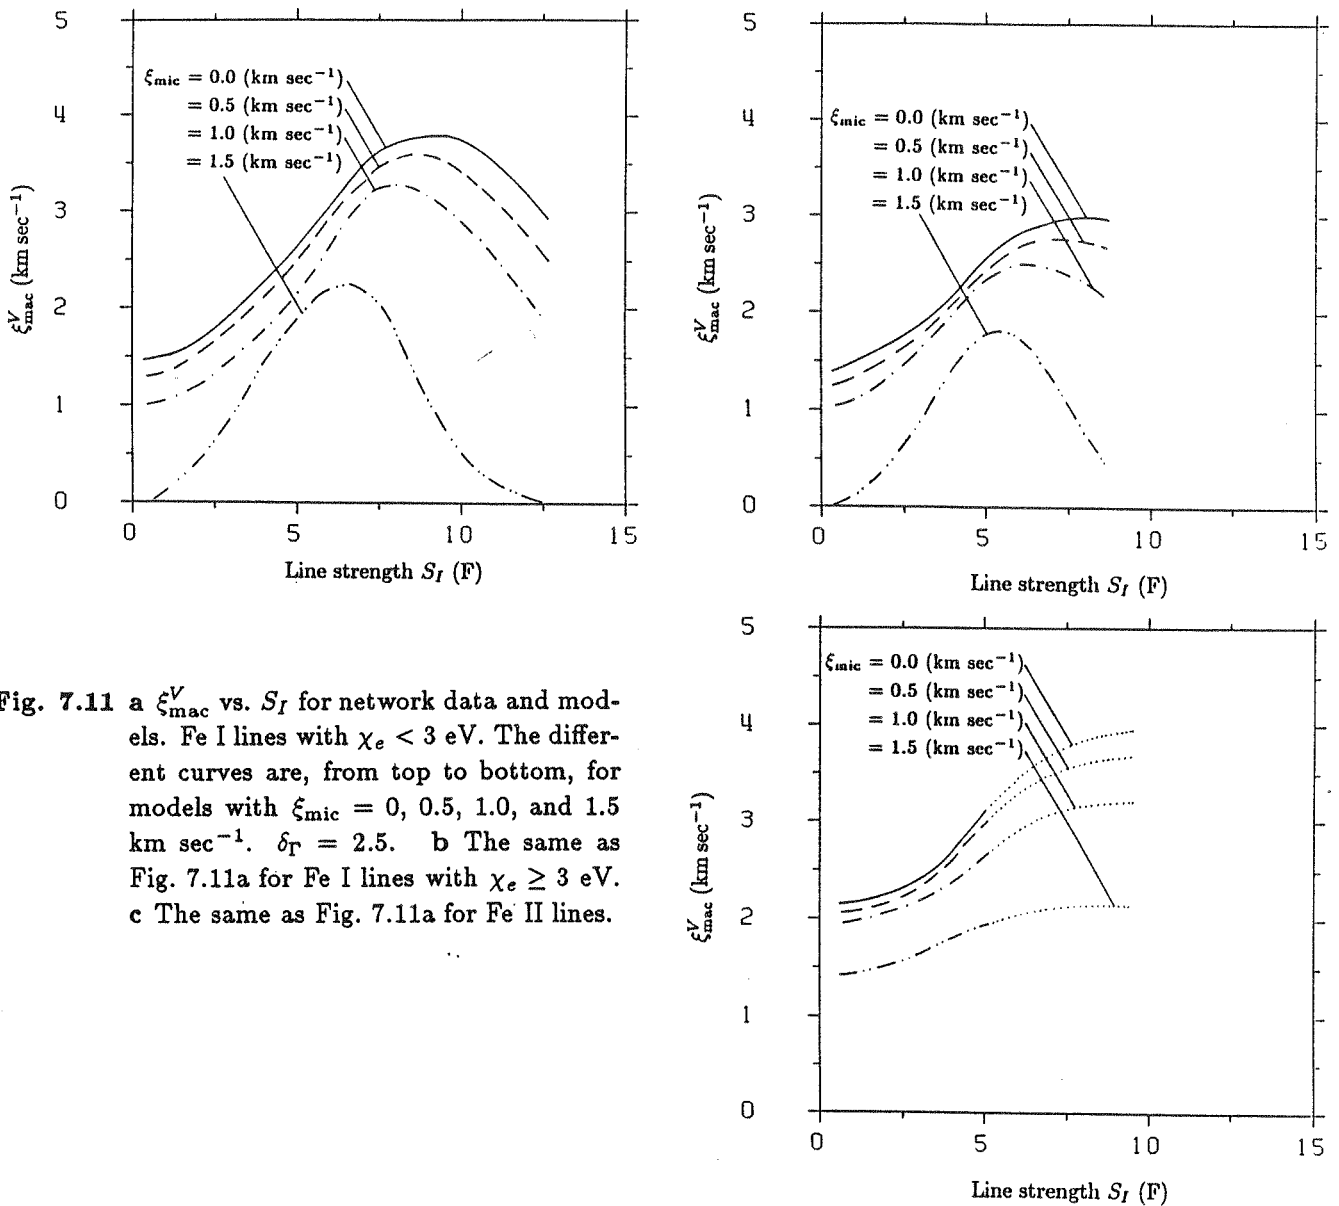 5
4
3
2
1
0
ξ^V_mac (km sec⁻¹)
ξ_mic = 0.0 (km sec⁻¹)
= 0.5 (km sec⁻¹)
= 1.0 (km sec⁻¹)
= 1.5 (km sec⁻¹)
0 5 10 15
Line strength S_I (F)
5
4
3
2
1
0
ξ^V_mac (km sec⁻¹)
ξ_mic = 0.0 (km sec⁻¹)
= 0.5 (km sec⁻¹)
= 1.0 (km sec⁻¹)
= 1.5 (km sec⁻¹)
0 5 10 15
Line strength S_I (F)
Fig. 7.11 a ξ^V_mac vs. S_I for network data and mod-
els. Fe I lines with χ_e < 3 eV. The differ-
ent curves are, from top to bottom, for
models with ξ_mic = 0, 0.5, 1.0, and 1.5
km sec⁻¹. δ_Γ = 2.5. b The same as
Fig. 7.11a for Fe I lines with χ_e ≥ 3 eV.
c The same as Fig. 7.11a for Fe II lines.
5
4
3
2
1
0
ξ^V_mac (km sec⁻¹)
ξ_mic = 0.0 (km sec⁻¹)
= 0.5 (km sec⁻¹)
= 1.0 (km sec⁻¹)
= 1.5 (km sec⁻¹)
0 5 10 15
Line strength S_I (F)